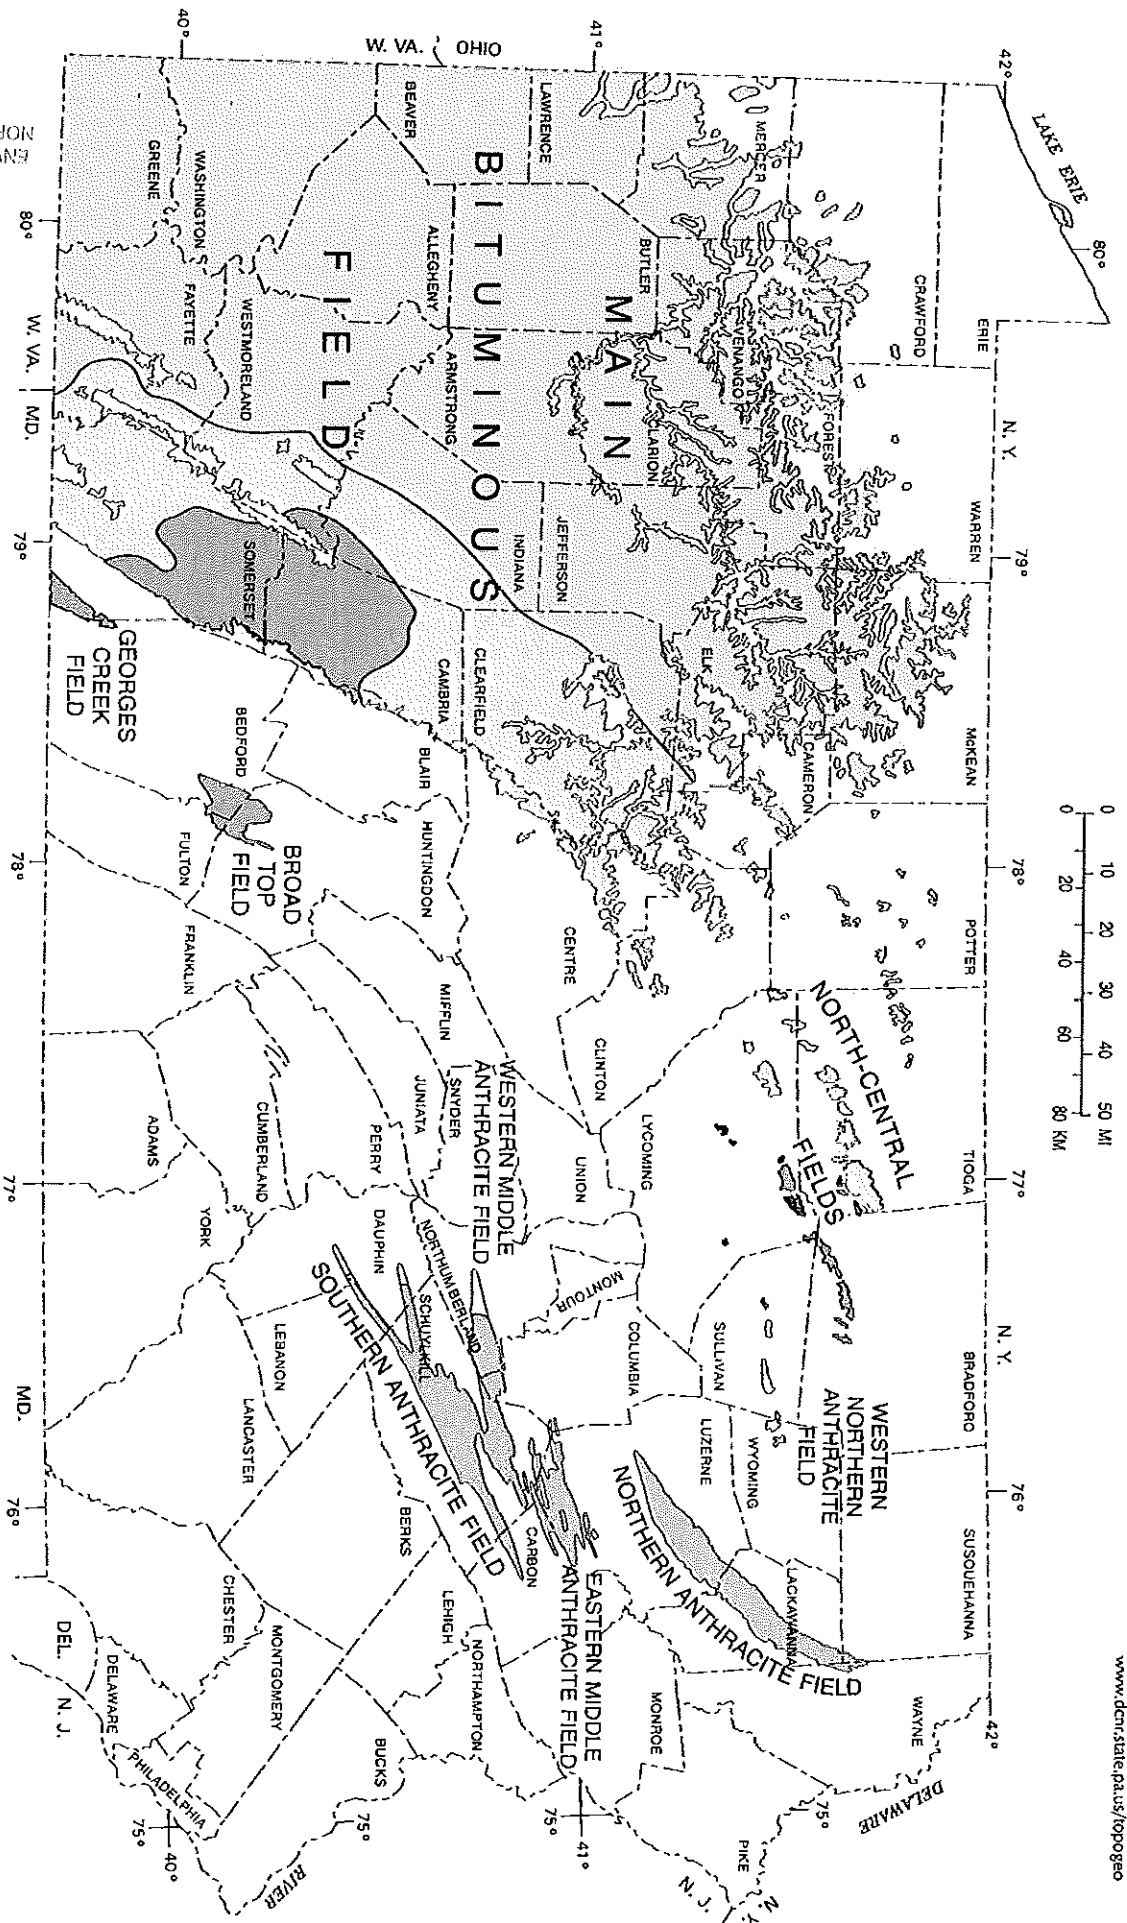 www.dcnr.state.pa.us/topogeo
0 10 20 30 40 50 MI
0 20 40 60 80 KM
42°
LAKE ERIE
80°
N. Y.
79°
78°
77°
N. Y.
76°
42°
ERIE
CRAWFORD
WARREN
McKEAN
POTTER
TIOGA
BRADFORD
SUSQUEHANNA
WAYNE
DELAWARE
MERCER
VENANGO
FOREST
ELK
CAMERON
NORTH-CENTRAL
FIELDS
WESTERN
NORTHERN
ANTHRACITE
FIELD
SULLIVAN
WYOMING
LACKAWANNA
75°
PIKE
N. Y.
N. J.
41°
LAWRENCE
BUTLER
CLARION
JEFFERSON
CLEARFIELD
CENTRE
CLINTON
LYCOMING
UNION
MONTOUR
COLUMBIA
LUZERNE
NORTHERN ANTHRACITE FIELD
MONROE
MAIN
BITUMINOUS
FIELD
OHIO
W. VA.
BEAVER
ALLEGHENY
ARMSTRONG
INDIANA
CAMBRIA
BLAIR
HUNTINGDON
MIFFLIN
SNYDER
JUNIATA
WESTERN MIDDLE
ANTHRACITE FIELD
NORTHUMBERLAND
SCHUYLKILL
CARBON
EASTERN MIDDLE
ANTHRACITE FIELD
75°
41°
WASHINGTON
GREENE
FAYETTE
WESTMORELAND
SOMERSET
BEDFORD
FULTON
FRANKLIN
BROAD
TOP
FIELD
GEORGES
CREEK
FIELD
PERRY
CUMBERLAND
ADAMS
YORK
DAUPHIN
SOUTHERN ANTHRACITE FIELD
LEBANON
LANCASTER
BERKS
LEHIGH
NORTHAMPTON
BUCKS
MONTGOMERY
CHESTER
DELAWARE
PHILADELPHIA
75°
RIVER
40°
75°
40°
80°
W. VA.
MD.
79°
78°
77°
MD.
76°
DEL.
N. J.